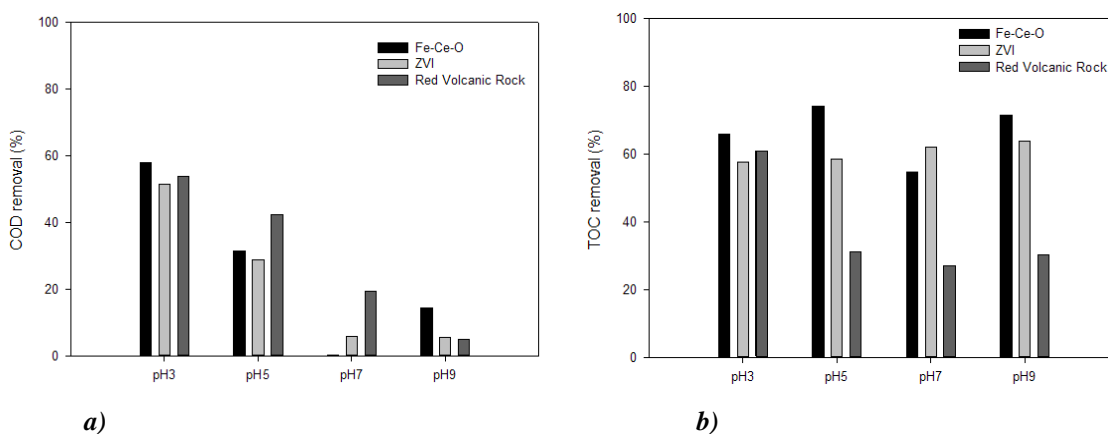 100
80
60
40
20
0
COD removal (%)
Fe-Ce-O
ZVI
Red Volcanic Rock
pH3 pH5 pH7 pH9
a)
100
80
60
40
20
0
TOC removal (%)
Fe-Ce-O
ZVI
Red Volcanic Rock
pH3 pH5 pH7 pH9
b)